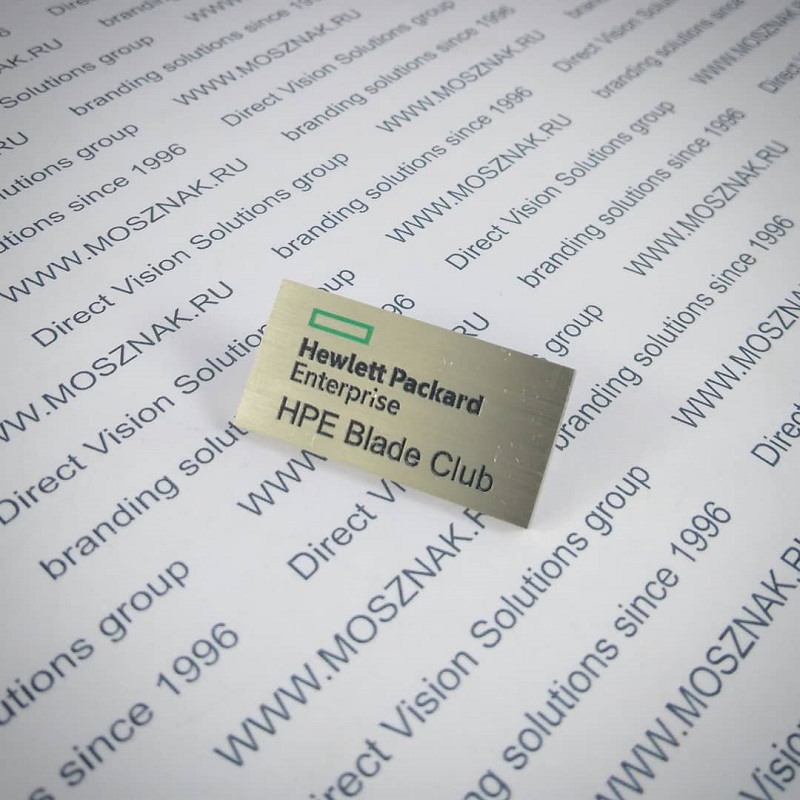 Hewlett Packard
Enterprise
HPE Blade Club
Direct Vision Solutions group
branding solutions since 1996
WWW.MOSZNAK.RU